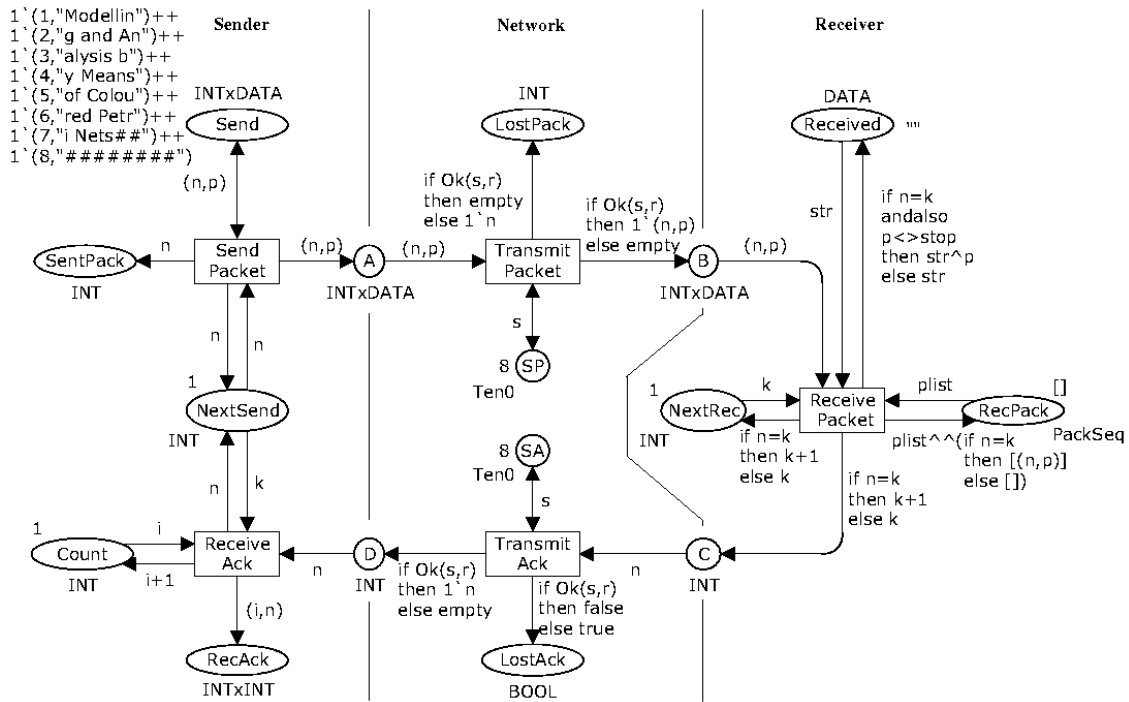 1`(1,"Modellin")++
1`(2,"g and An")++
1`(3,"alysis b")++
1`(4,"y Means")++
1`(5,"of Colou")++
1`(6,"red Petr")++
1`(7,"i Nets##")++
1`(8,"########")
Sender
Network
Receiver
INTxDATA
Send
INT
LostPack
DATA
Received
""
(n,p)
if Ok(s,r)
then empty
else 1`n
if Ok(s,r)
then 1`(n,p)
else empty
str
if n=k
andalso
p<>stop
then str^p
else str
SentPack
INT
n
Send
Packet
(n,p)
A
INTxDATA
(n,p)
Transmit
Packet
B
INTxDATA
(n,p)
n
n
s
8
SP
Ten0
1
NextSend
INT
1
NextRec
INT
k
if n=k
then k+1
else k
Receive
Packet
plist
[]
RecPack
PackSeq
plist^^(if n=k
then [(n,p)]
else [])
8
SA
Ten0
n
k
s
if n=k
then k+1
else k
1
Count
INT
i
i+1
Receive
Ack
n
D
INT
if Ok(s,r)
then 1`n
else empty
Transmit
Ack
n
C
INT
(i,n)
if Ok(s,r)
then false
else true
RecAck
INTxINT
LostAck
BOOL